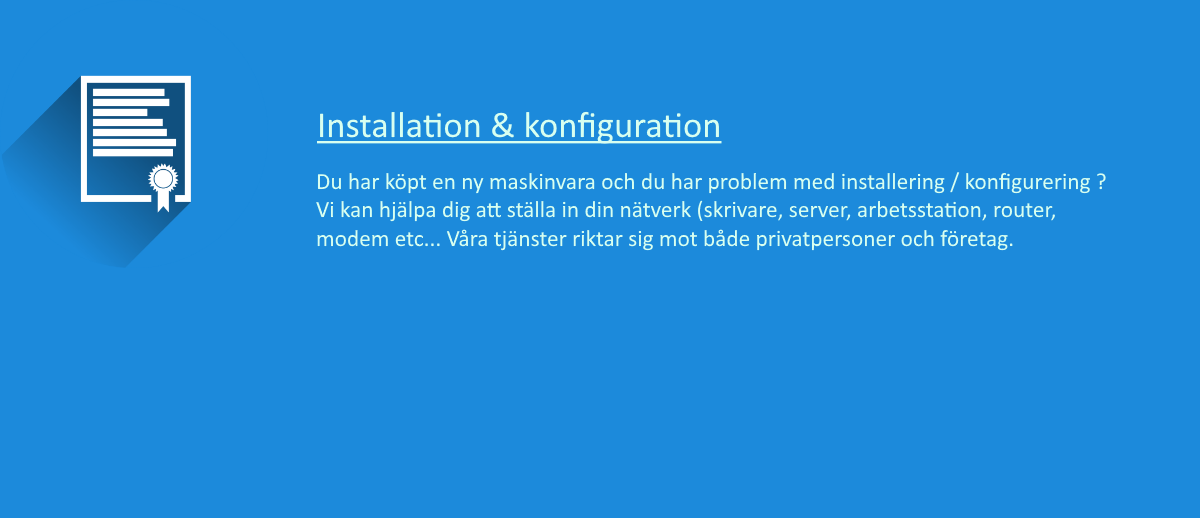 Installation & konfiguration
Du har köpt en ny maskinvara och du har problem med installering / konfigurering ?
Vi kan hjälpa dig att ställa in din nätverk (skrivare, server, arbetsstation, router,
modem etc... Våra tjänster riktar sig mot både privatpersoner och företag.